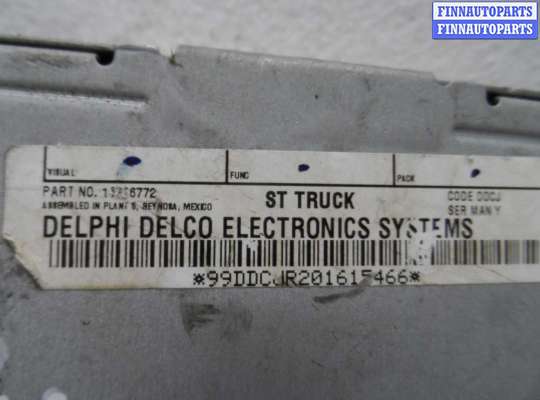 FINNAUTOPARTS
FINNAUTOPARTS
VISUAL FUNC PACK
PART NO. ST TRUCK CODE DDCJ
ASSEMBLED IN PLANT 5, REYNOSA, MEXICO SER MAN Y
DELPHI DELCO ELECTRONICS SYSTEMS
*99DDCJR201615466*